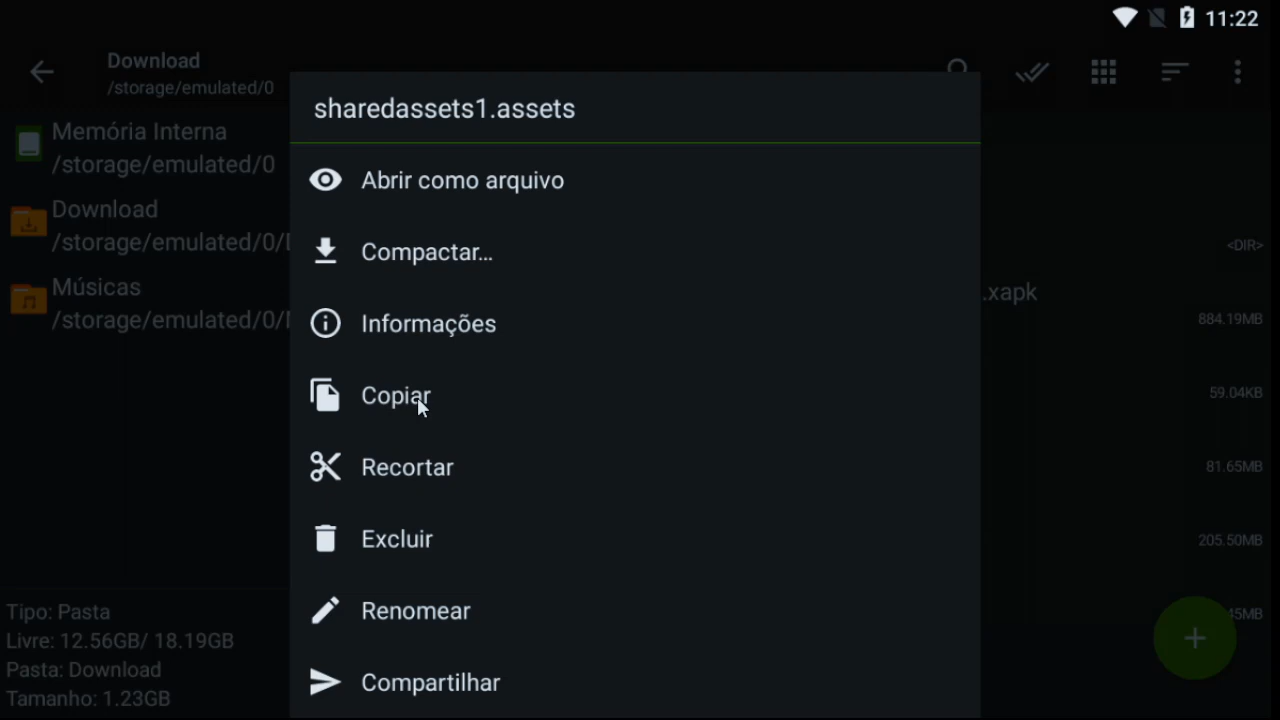 11:22
Download
/storage/emulated/0
Memória Interna
/storage/emulated/0
Download
/storage/emulated/0/
Músicas
/storage/emulated/0/
sharedassets1.assets
Abrir como arquivo
Compactar...
Informações
Copiar
Recortar
Excluir
Renomear
Compartilhar
<DIR>
.xapk
884.19MB
59.04KB
81.65MB
205.50MB
45MB
Tipo: Pasta
Livre: 12.56GB/ 18.19GB
Pasta: Download
Tamanho: 1.23GB